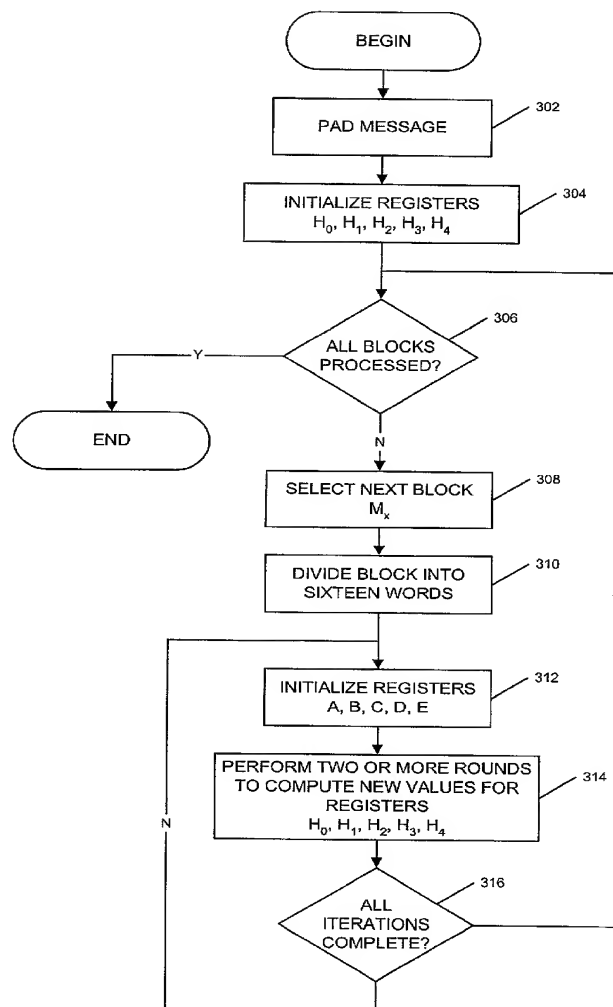 BEGIN
302
PAD MESSAGE
304
INITIALIZE REGISTERS
H0, H1, H2, H3, H4
306
ALL BLOCKS
PROCESSED?
Y
END
N
308
SELECT NEXT BLOCK
Mx
310
DIVIDE BLOCK INTO
SIXTEEN WORDS
312
INITIALIZE REGISTERS
A, B, C, D, E
314
PERFORM TWO OR MORE ROUNDS
TO COMPUTE NEW VALUES FOR
REGISTERS
H0, H1, H2, H3, H4
N
316
ALL
ITERATIONS
COMPLETE?